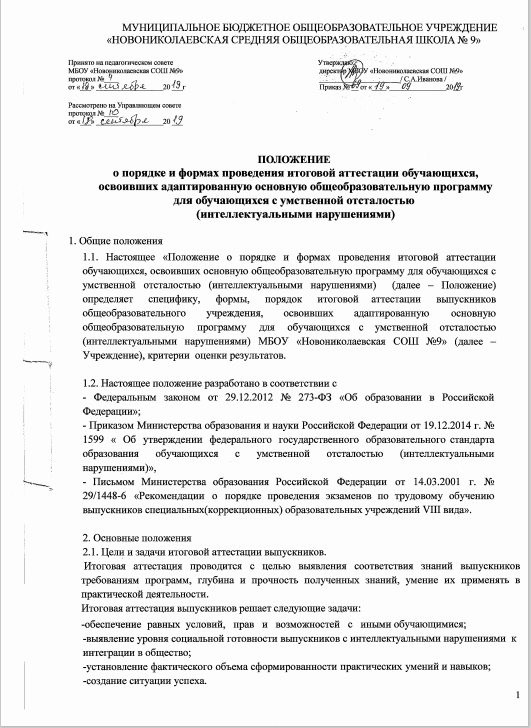 МУНИЦИПАЛЬНОЕ БЮДЖЕТНОЕ ОБЩЕОБРАЗОВАТЕЛЬНОЕ УЧРЕЖДЕНИЕ
«НОВОНИКОЛАЕВСКАЯ СРЕДНЯЯ ОБЩЕОБРАЗОВАТЕЛЬНАЯ ШКОЛА № 9»
Принято на педагогическом совете
МБОУ «Новониколаевская СОШ №9»
протокол №
от «18» сентября 2019 г
Рассмотрено на Управляющем совете
протокол № 10
от «18» сентября 2019
Утверждаю
директор МБОУ «Новониколаевская СОШ №9»
/ С.А.Иванова /
Приказ № от « 19 » 09 2019г
ПОЛОЖЕНИЕ
о порядке и формах проведения итоговой аттестации обучающихся,
освоивших адаптированную основную общеобразовательную программу
для обучающихся с умственной отсталостью
(интеллектуальными нарушениями)
1. Общие положения
1.1. Настоящее «Положение о порядке и формах проведения итоговой аттестации
обучающихся, освоивших основную общеобразовательную программу для обучающихся с
умственной отсталостью (интеллектуальными нарушениями) (далее – Положение)
определяет специфику, формы, порядок итоговой аттестации выпускников
общеобразовательного учреждения, освоивших адаптированную основную
общеобразовательную программу для обучающихся с умственной отсталостью
(интеллектуальными нарушениями) МБОУ «Новониколаевская СОШ №9» (далее –
Учреждение), критерии оценки результатов.
1.2. Настоящее положение разработано в соответствии с
- Федеральным законом от 29.12.2012 № 273-ФЗ «Об образовании в Российской
Федерации»;
- Приказом Министерства образования и науки Российской Федерации от 19.12.2014 г. №
1599 « Об утверждении федерального государственного образовательного стандарта
образования обучающихся с умственной отсталостью (интеллектуальными
нарушениями)»,
- Письмом Министерства образования Российской Федерации от 14.03.2001 г. №
29/1448-6 «Рекомендации о порядке проведения экзаменов по трудовому обучению
выпускников специальных(коррекционных) образовательных учреждений VIII вида».
2. Основные положения
2.1. Цели и задачи итоговой аттестации выпускников.
Итоговая аттестация проводится с целью выявления соответствия знаний выпускников
требованиям программ, глубина и прочность полученных знаний, умение их применять в
практической деятельности.
Итоговая аттестация выпускников решает следующие задачи:
-обеспечение равных условий, прав и возможностей с иными обучающимися;
-выявление уровня социальной готовности выпускников с интеллектуальными нарушениями к
интеграции в общество;
-установление фактического объема сформированности практических умений и навыков;
-создание ситуации успеха.
1